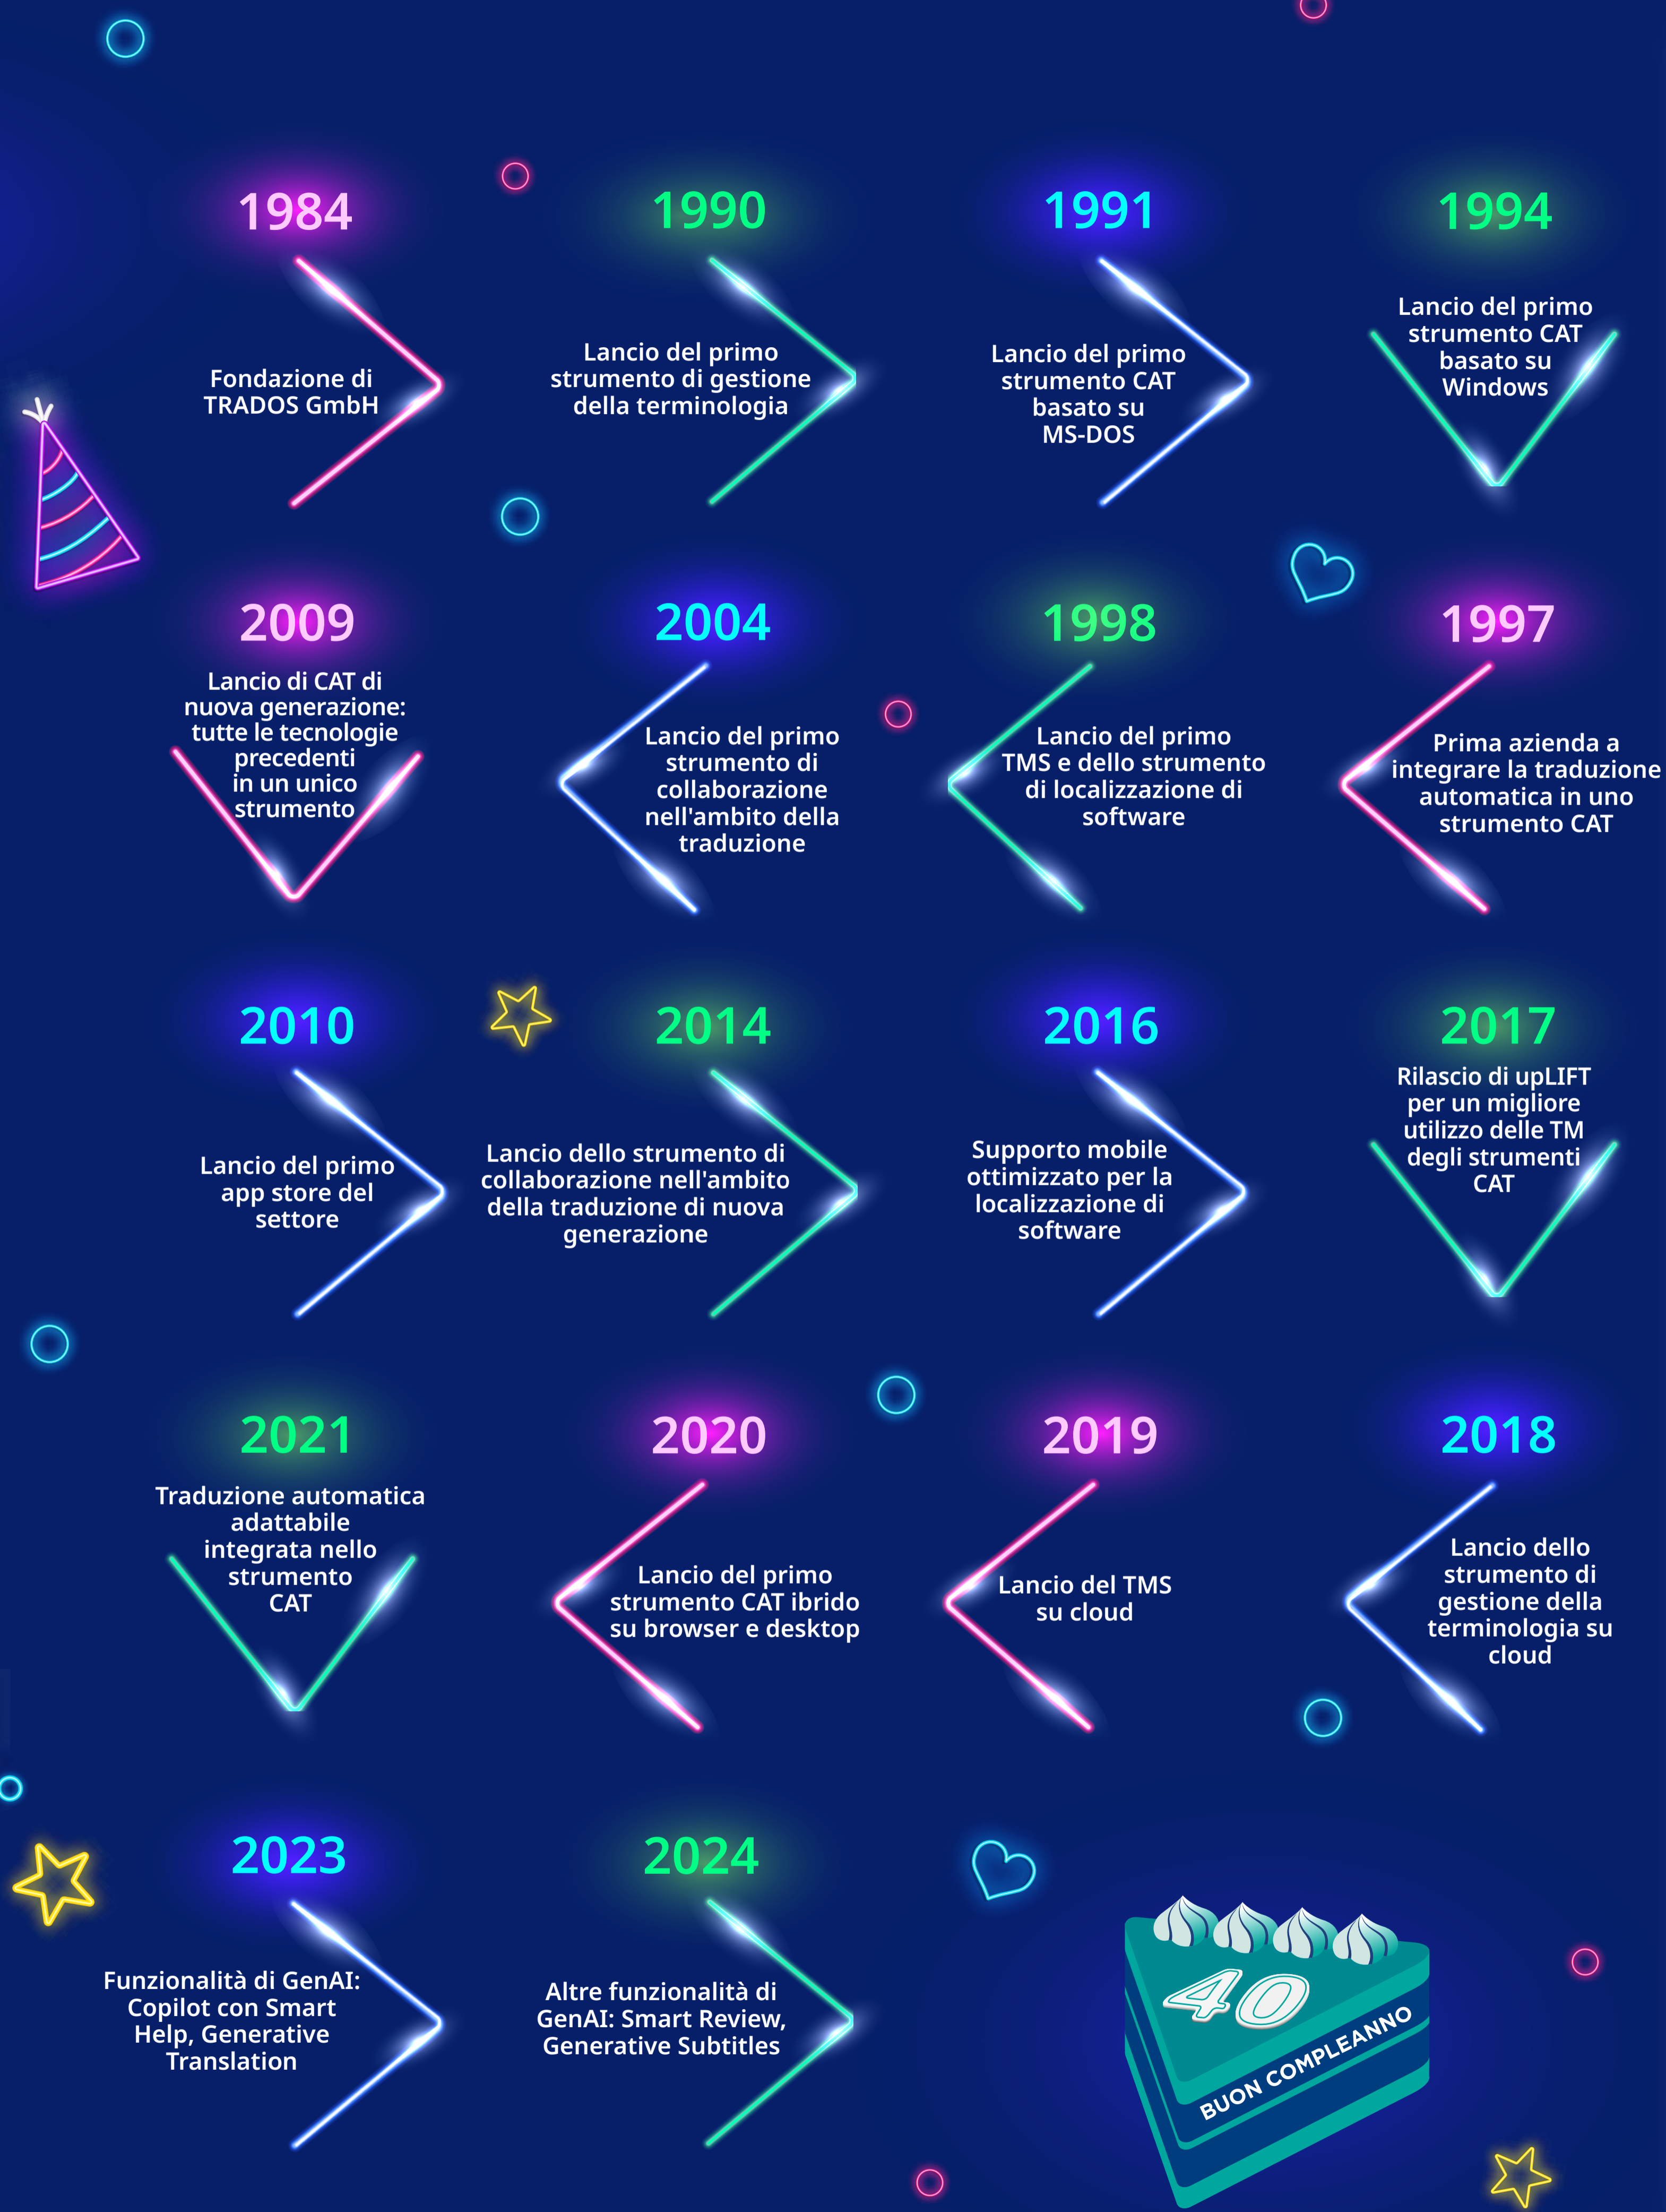 1984
Fondazione di
TRADOS GmbH
1990
Lancio del primo
strumento di gestione
della terminologia
1991
Lancio del primo
strumento CAT
basato su
MS-DOS
1994
Lancio del primo
strumento CAT
basato su
Windows
1997
Prima azienda a
integrare la traduzione
automatica in uno
strumento CAT
1998
Lancio del primo
TMS e dello strumento
di localizzazione di
software
2004
Lancio del primo
strumento di
collaborazione
nell'ambito della
traduzione
2009
Lancio di CAT di
nuova generazione:
tutte le tecnologie
precedenti
in un unico
strumento
2010
Lancio del primo
app store del
settore
2014
Lancio dello strumento di
collaborazione nell'ambito
della traduzione di nuova
generazione
2016
Supporto mobile
ottimizzato per la
localizzazione di
software
2017
Rilascio di upLIFT
per un migliore
utilizzo delle TM
degli strumenti
CAT
2018
Lancio dello
strumento di
gestione della
terminologia su
cloud
2019
Lancio del TMS
su cloud
2020
Lancio del primo
strumento CAT ibrido
su browser e desktop
2021
Traduzione automatica
adattabile
integrata nello
strumento
CAT
2023
Funzionalità di GenAI:
Copilot con Smart
Help, Generative
Translation
2024
Altre funzionalità di
GenAI: Smart Review,
Generative Subtitles
40
BUON COMPLEANNO